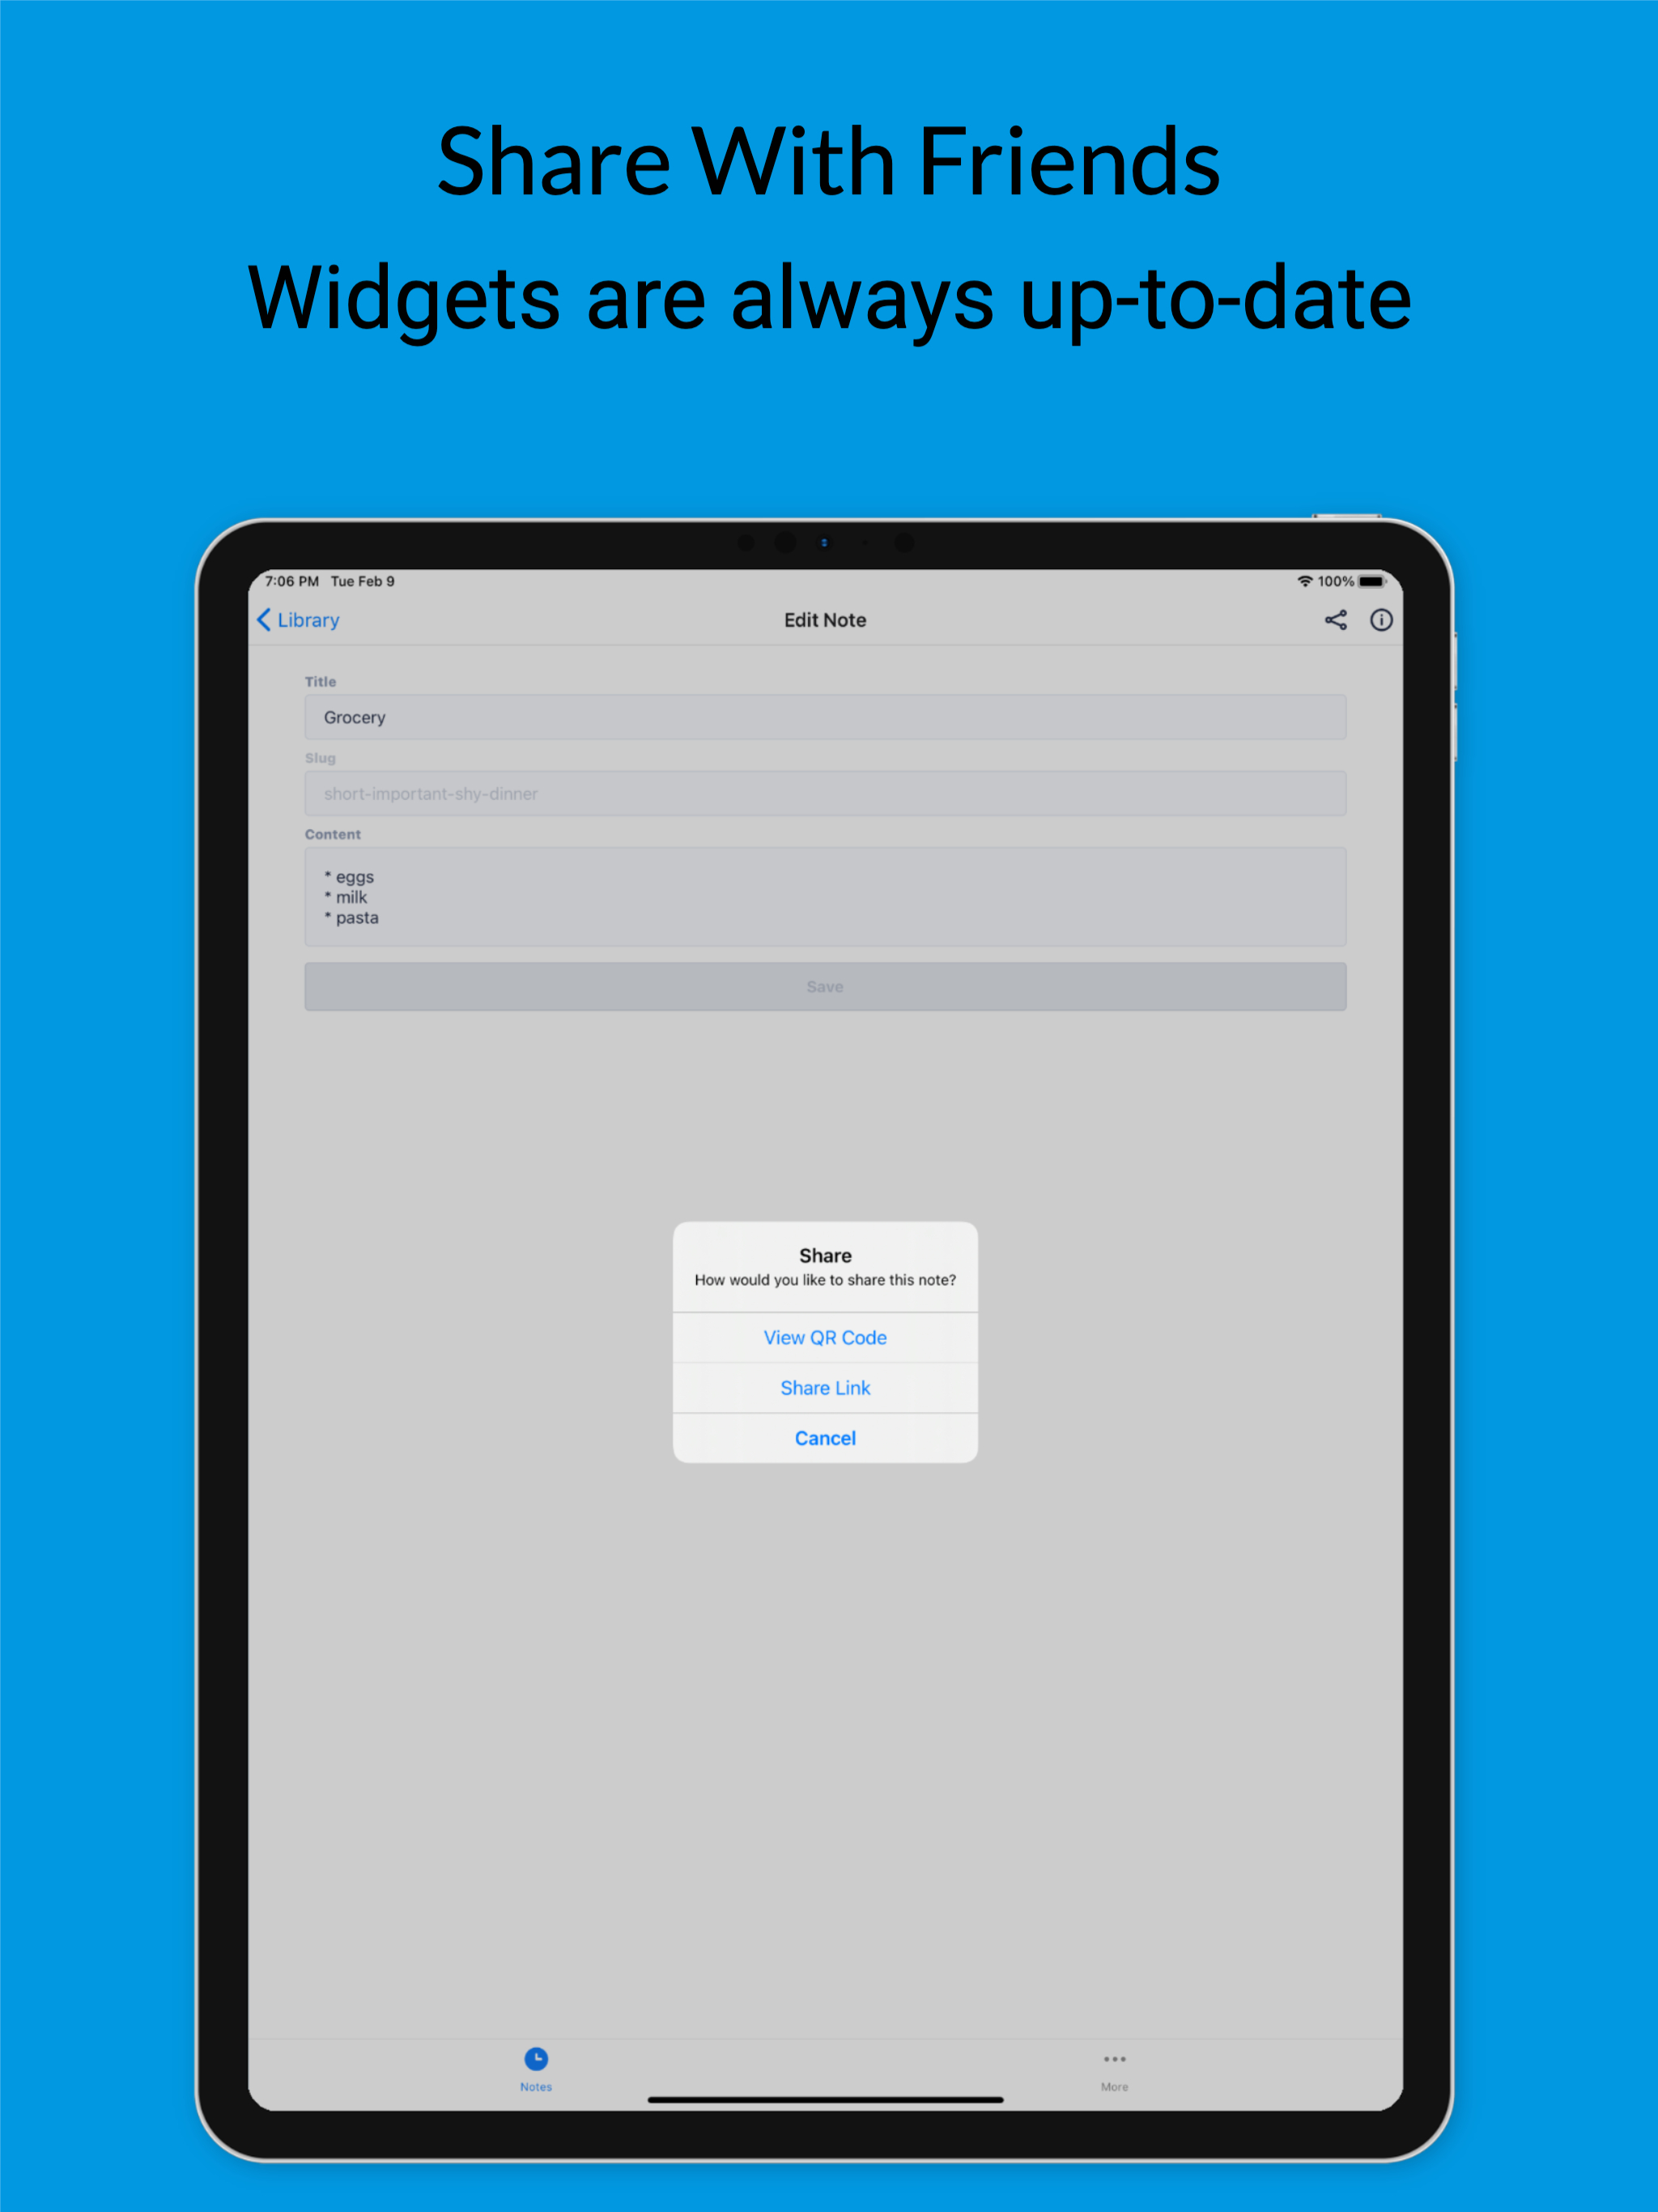 Share With Friends
Widgets are always up-to-date
7:06 PM Tue Feb 9 100%
Library Edit Note
Title
Grocery
Slug
short-important-shy-dinner
Content
* eggs
* milk
* pasta
Save
Share
How would you like to share this note?
View QR Code
Share Link
Cancel
Notes More